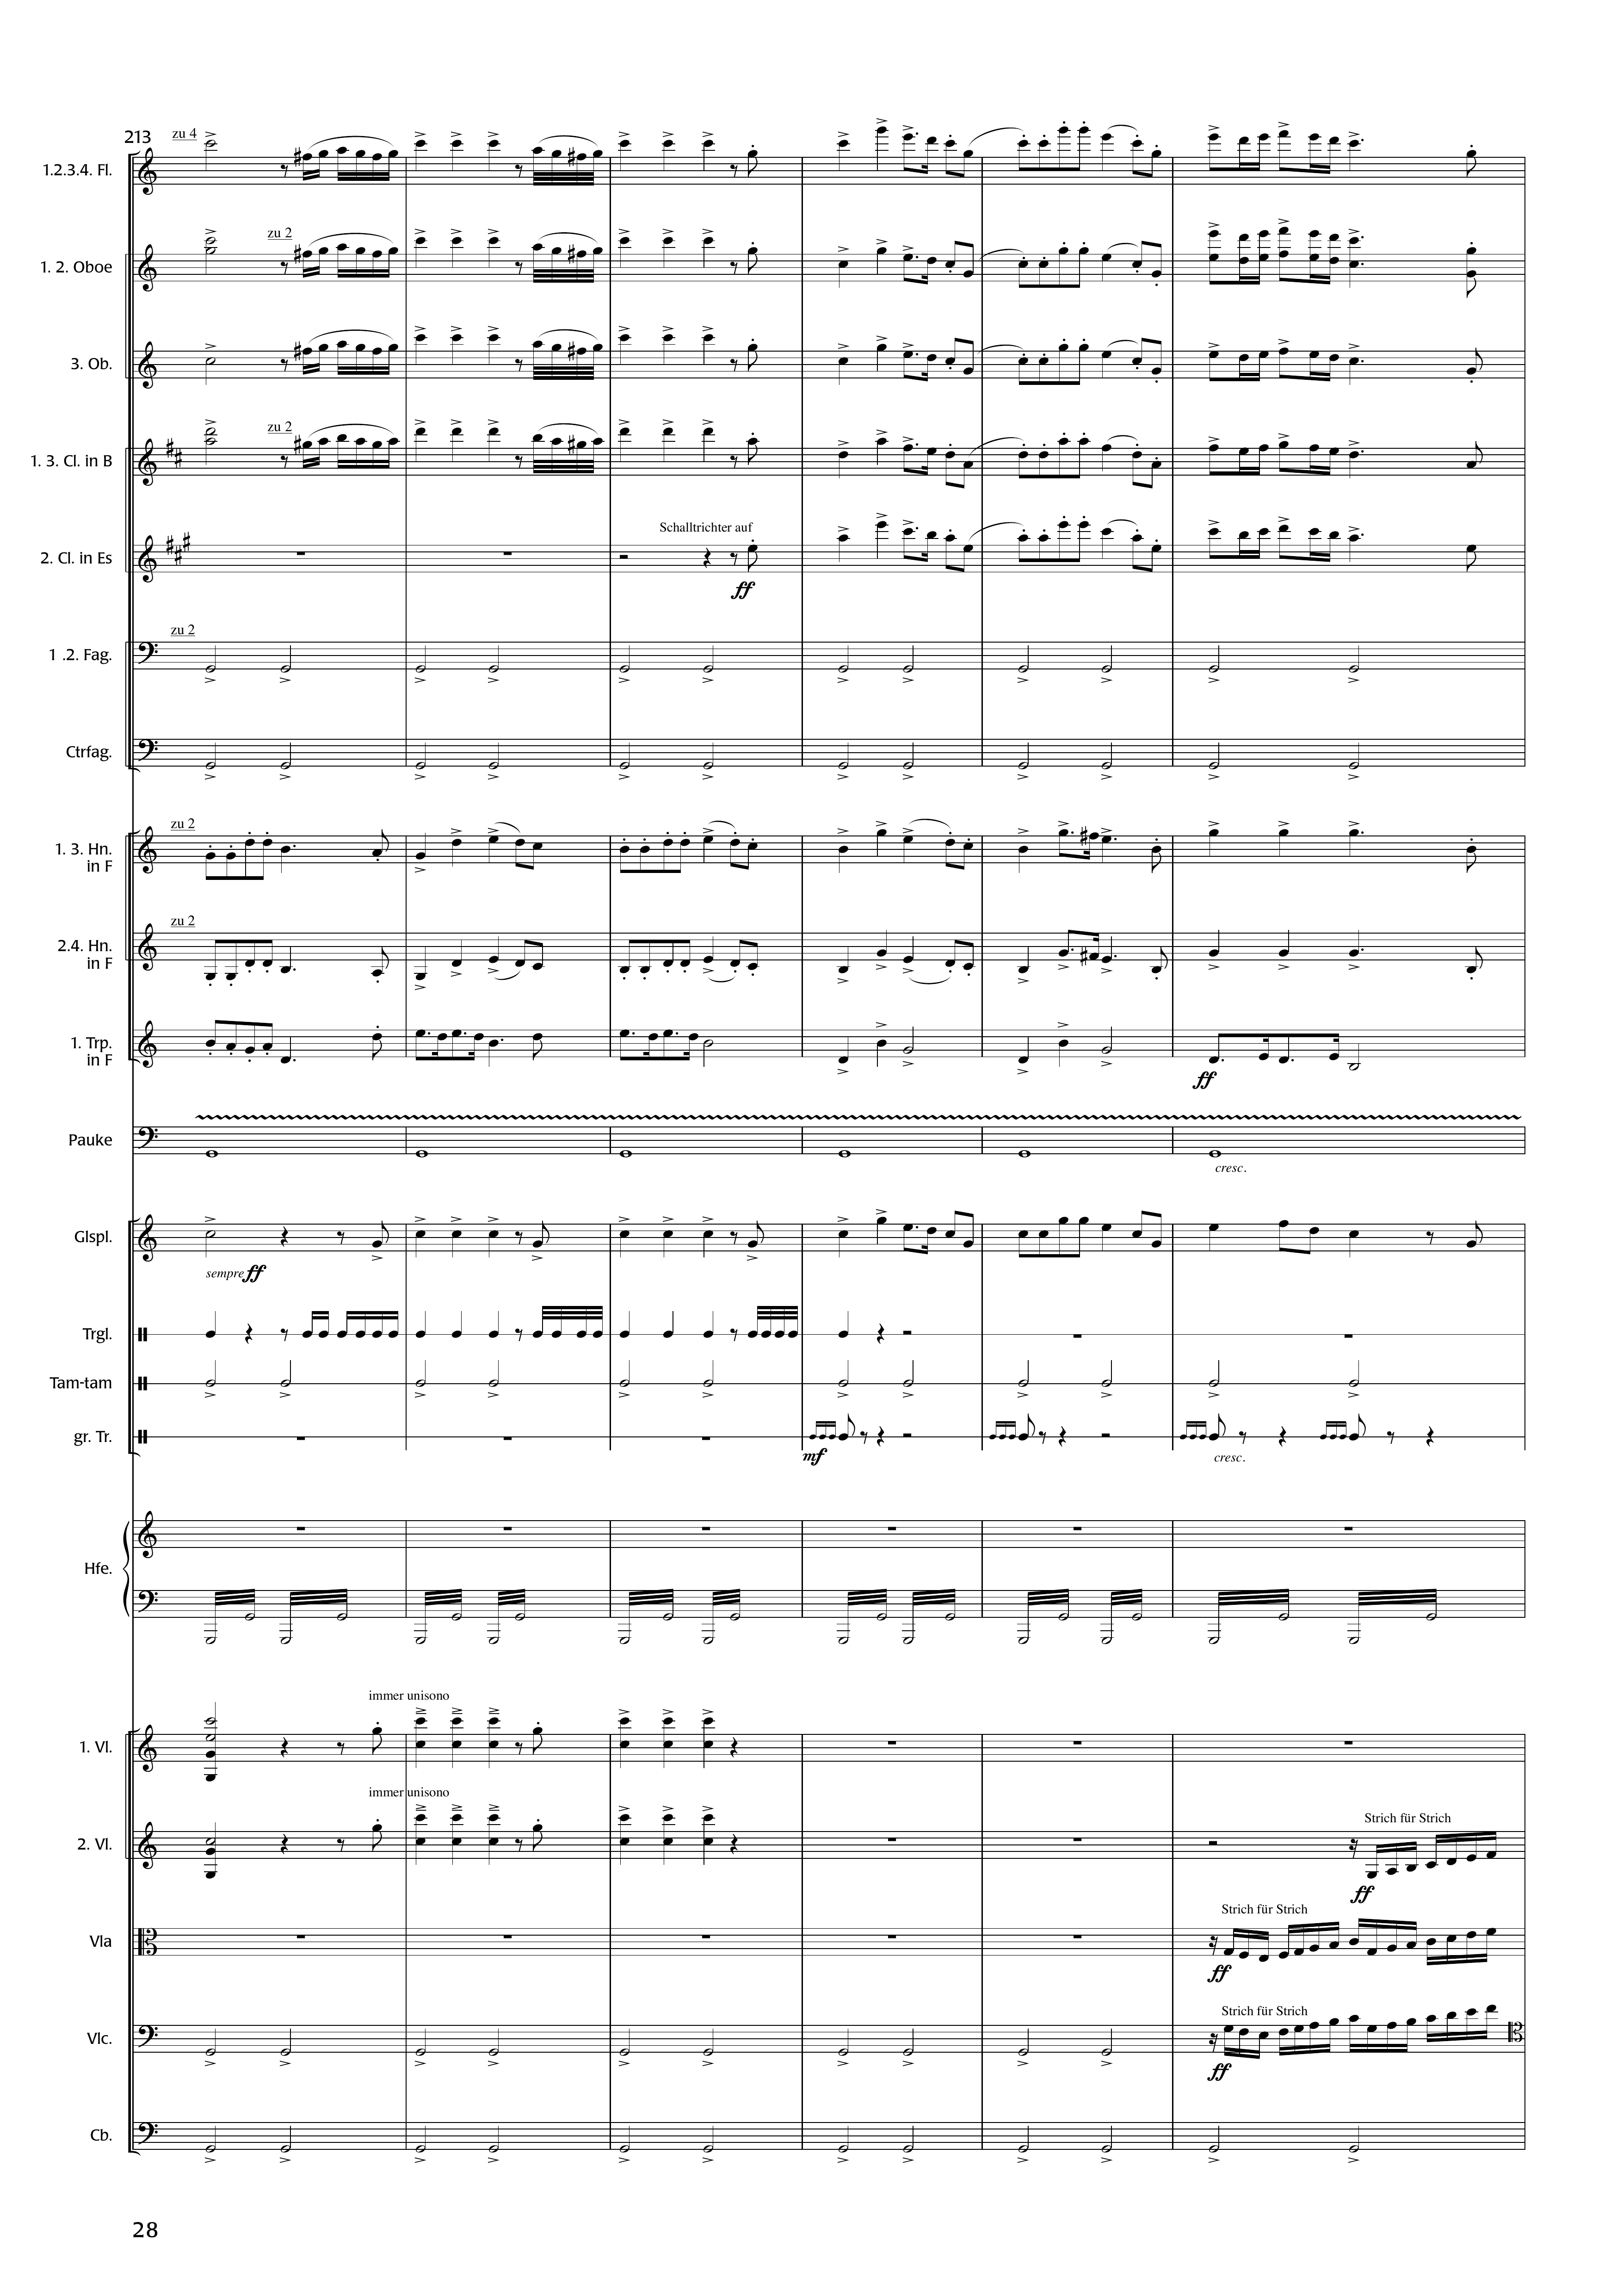 213
zu 4
1.2.3.4. Fl.
zu 2
1. 2. Oboe
3. Ob.
zu 2
1. 3. Cl. in B
Schalltrichter auf
2. Cl. in Es
ff
zu 2
1 .2. Fag.
Ctrfag.
zu 2
1. 3. Hn.
in F
zu 2
2.4. Hn.
in F
1. Trp.
in F
ff
Pauke
cresc.
Glspl.
sempre ff
Trgl.
Tam-tam
gr. Tr.
mf
cresc.
Hfe.
immer unisono
1. Vl.
immer unisono
Strich für Strich
2. Vl.
ff
Strich für Strich
Vla
ff
Strich für Strich
Vlc.
ff
Cb.
28